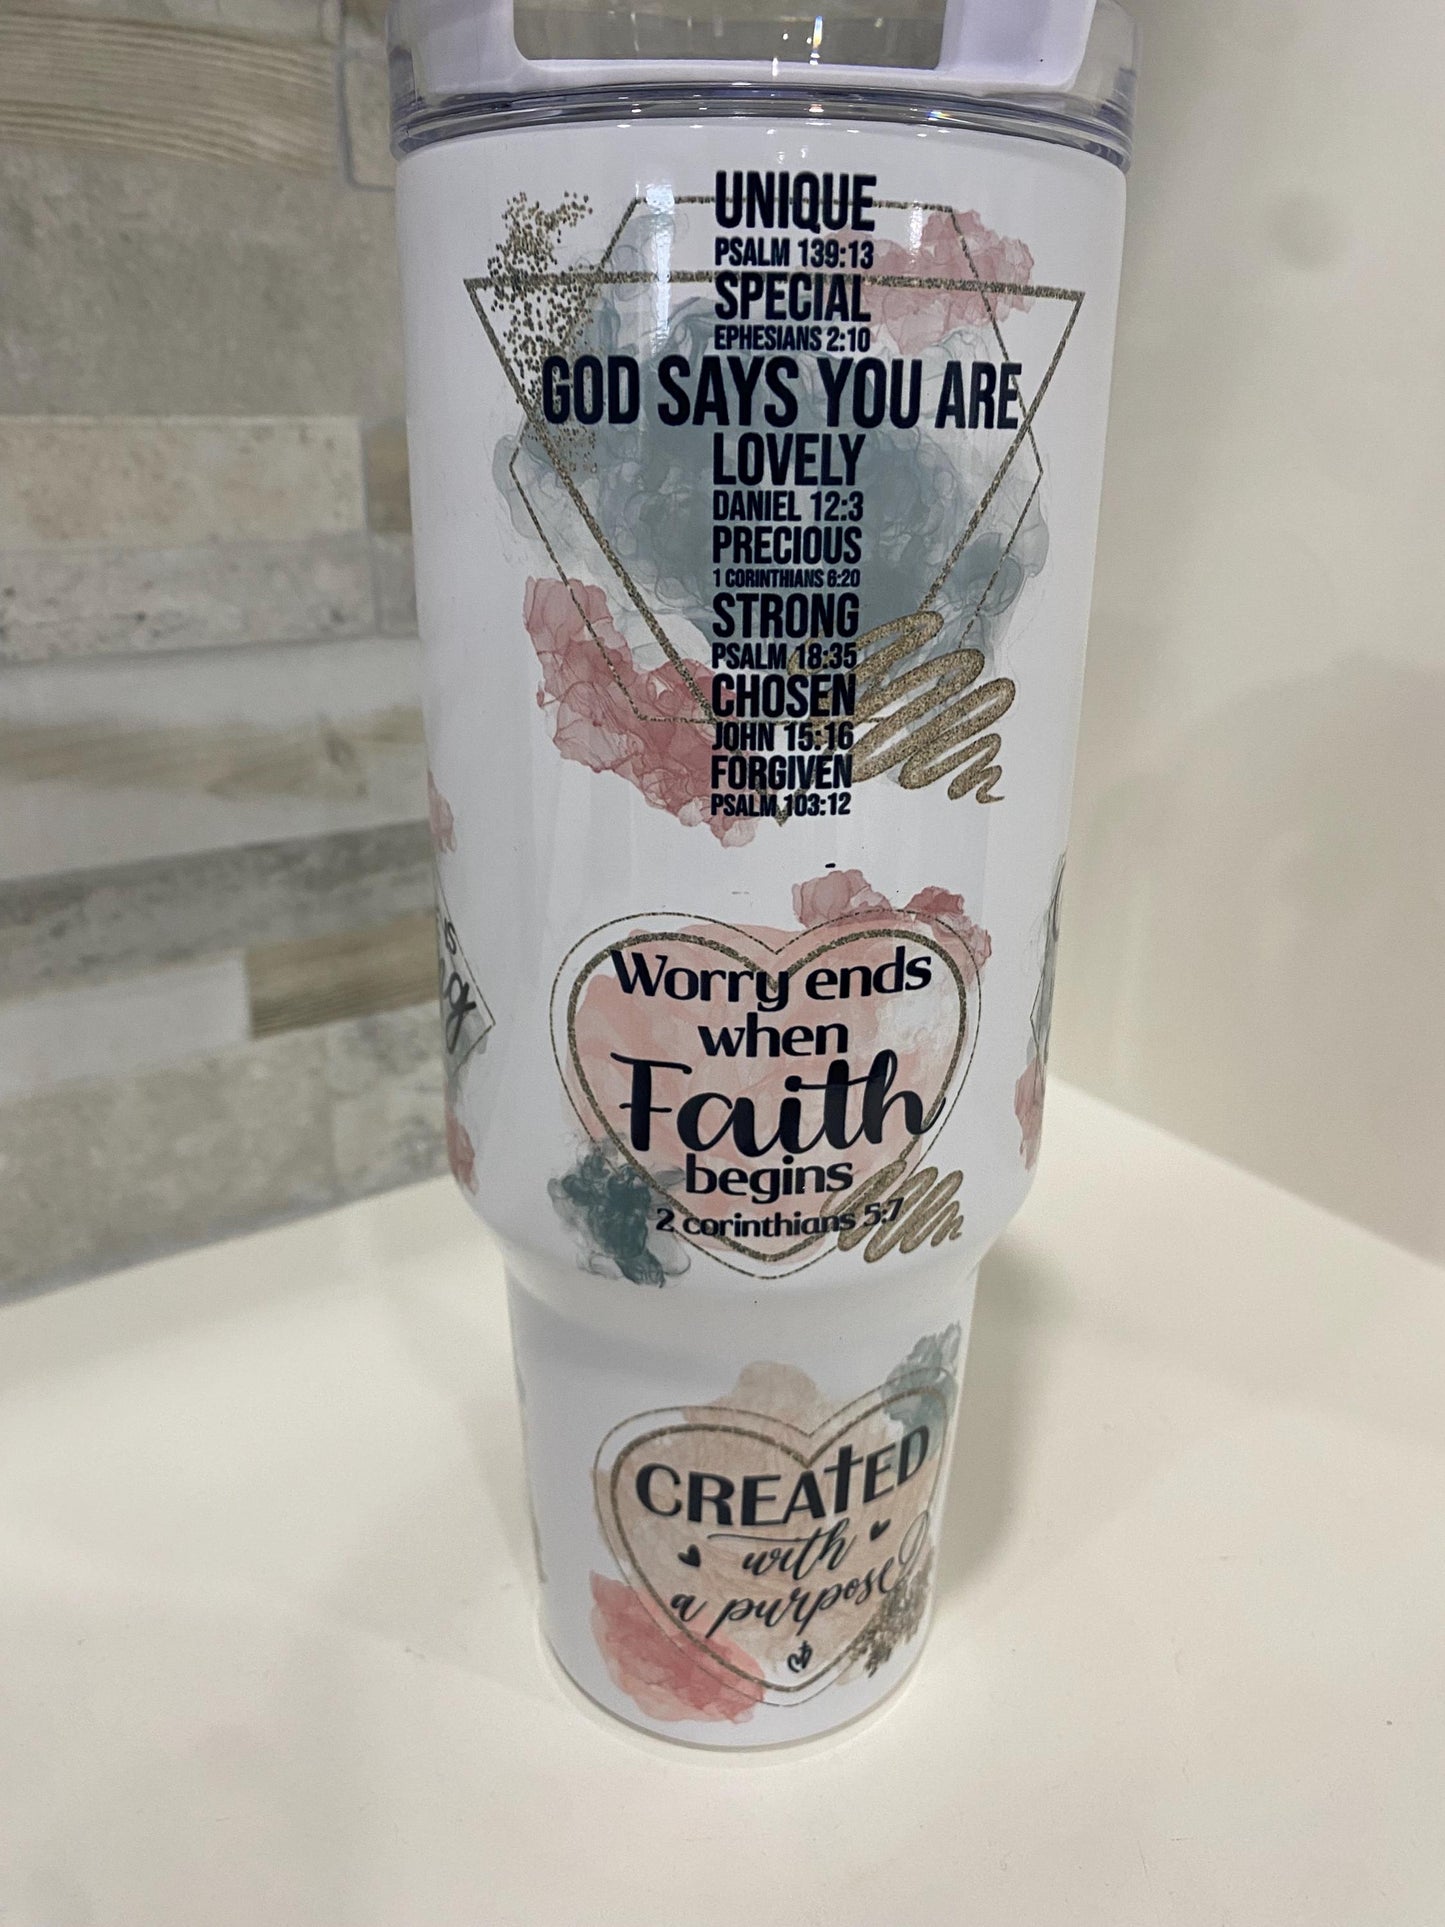 UNIQUE
PSALM 139:13
SPECIAL
EPHESIANS 2:10
GOD SAYS YOU ARE
LOVELY
DANIEL 12:3
PRECIOUS
1 CORINTHIANS 6:20
STRONG
PSALM 18:35
CHOSEN
JOHN 15:16
FORGIVEN
PSALM 103:12
Worry ends
when
Faith
begins
2 corinthians 5:7
CREATED
with
a purpose